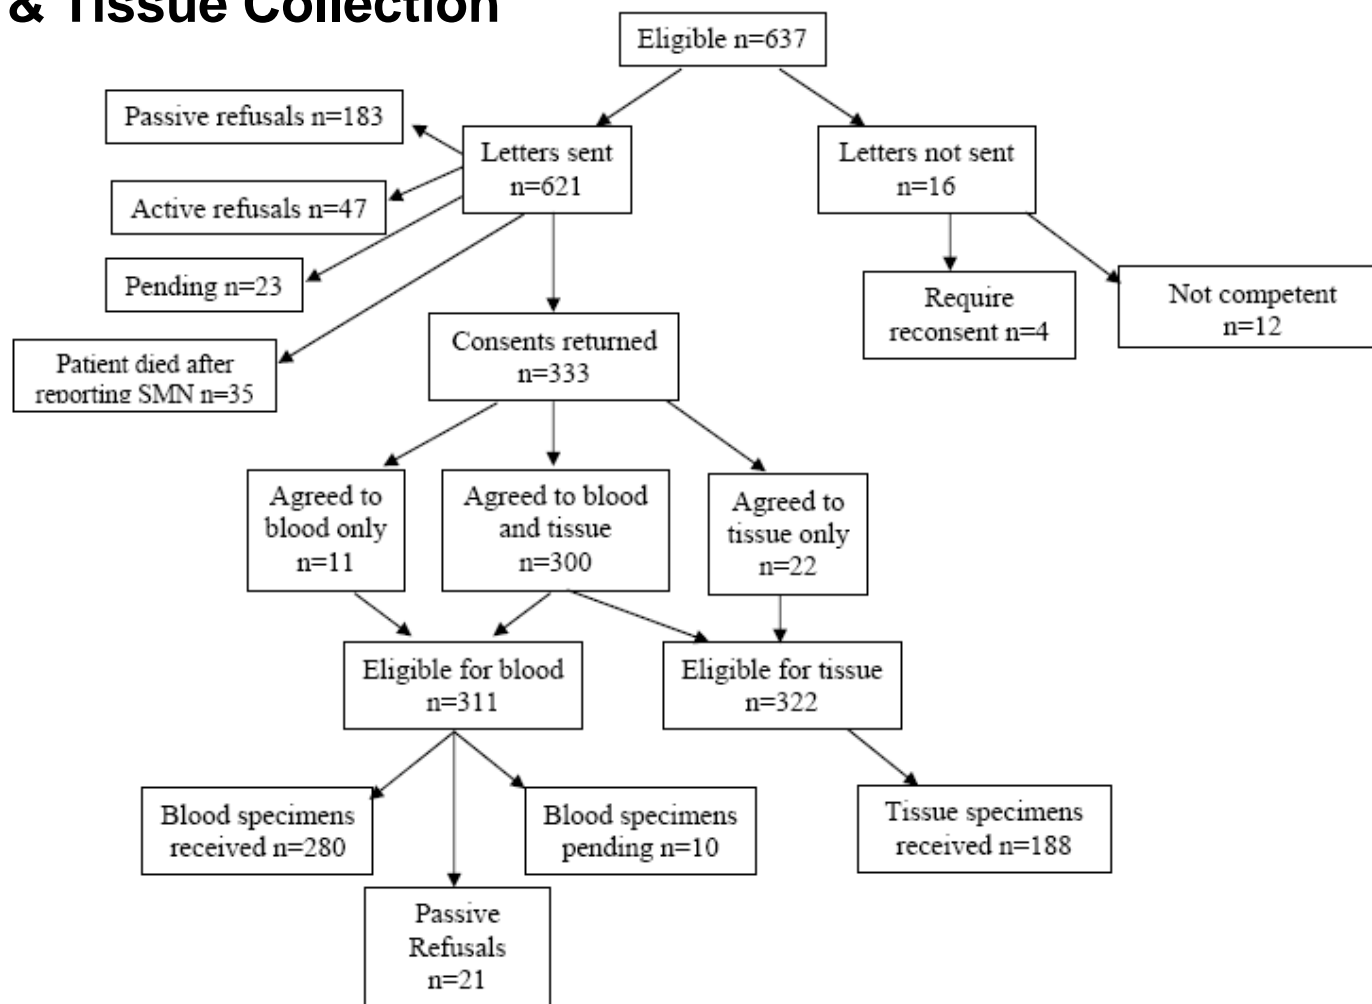 & Tissue Collection
Eligible n=637
Passive refusals n=183
Letters sent
n=621
Letters not sent
n=16
Active refusals n=47
Pending n=23
Require
reconsent n=4
Not competent
n=12
Patient died after
reporting SMN n=35
Consents returned
n=333
Agreed to
blood only
n=11
Agreed to blood
and tissue
n=300
Agreed to
tissue only
n=22
Eligible for blood
n=311
Eligible for tissue
n=322
Blood specimens
received n=280
Blood specimens
pending n=10
Tissue specimens
received n=188
Passive
Refusals
n=21